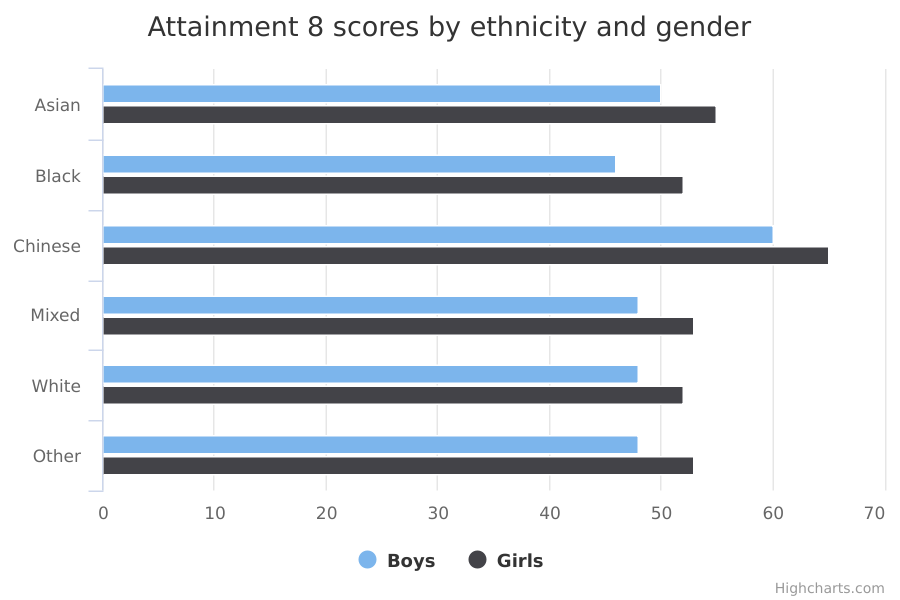 Attainment 8 scores by ethnicity and gender
Asian
Black
Chinese
Mixed
White
Other
0 10 20 30 40 50 60 70
Boys Girls
Highcharts.com